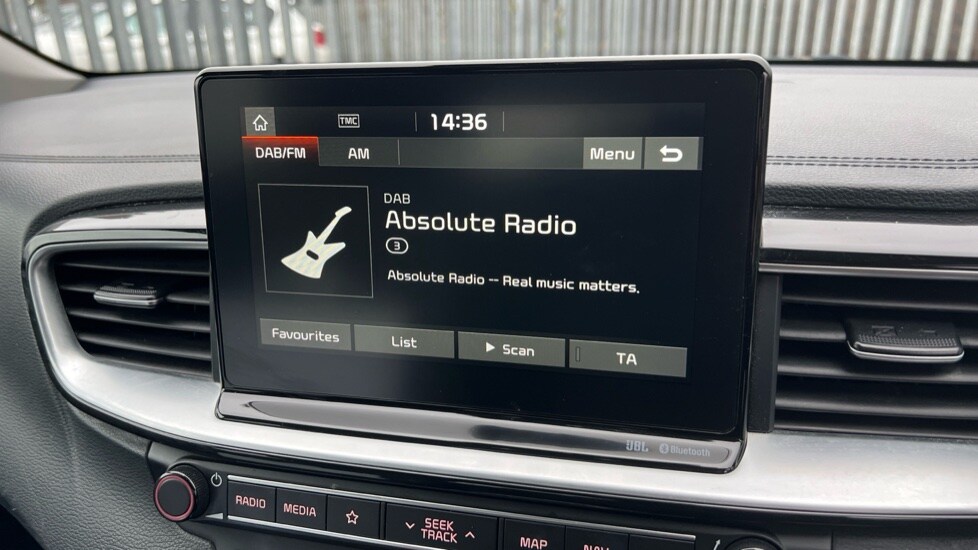 TMC 14:36
DAB/FM AM Menu
DAB
Absolute Radio
3
Absolute Radio -- Real music matters.
Favourites List Scan TA
JBL Bluetooth
RADIO MEDIA SEEK TRACK MAP NAV